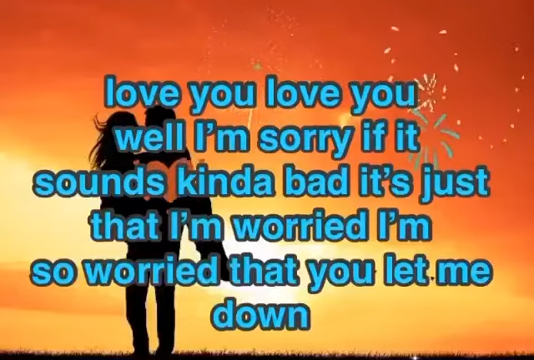 love you love you
well I'm sorry if it
sounds kinda bad it's just
that I'm worried I'm
so worried that you let me
down